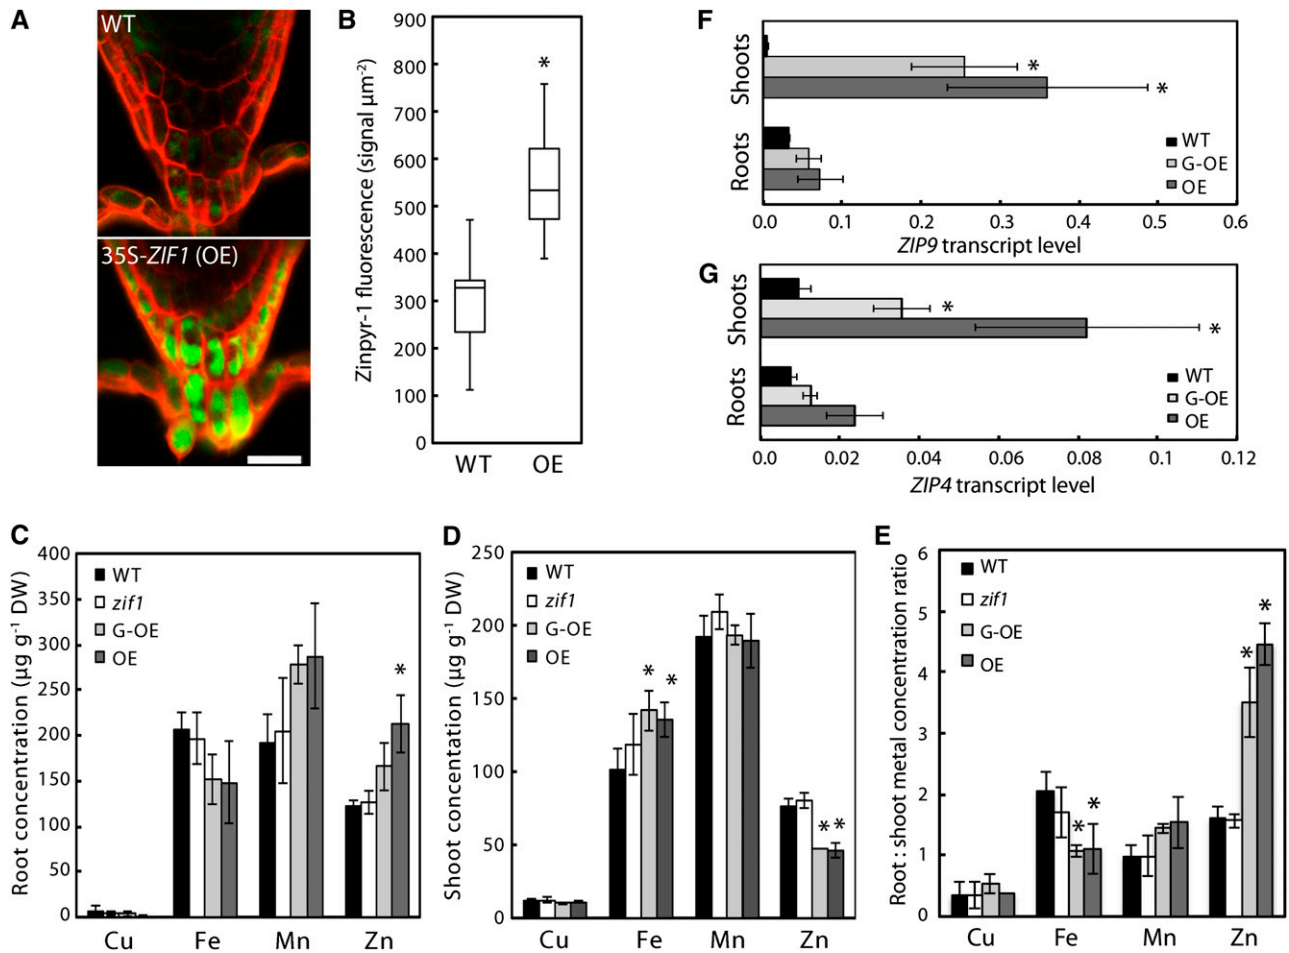 A
WT
35S-ZIF1 (OE)
B
Zinpyr-1 fluorescence (signal µm-2)
900
800
700
600
500
400
300
200
100
0
*
WT
OE
F
Shoots
Roots
*
*
WT
G-OE
OE
0.0
0.1
0.2
0.3
0.4
0.5
0.6
ZIP9 transcript level
G
Shoots
Roots
*
*
WT
G-OE
OE
0.0
0.02
0.04
0.06
0.08
0.1
0.12
ZIP4 transcript level
C
Root concentration (µg g-1 DW)
400
350
300
250
200
150
100
50
0
WT
zif1
G-OE
OE
*
Cu
Fe
Mn
Zn
D
Shoot concentation (µg g-1 DW)
250
200
150
100
50
0
WT
zif1
G-OE
OE
*
*
* *
Cu
Fe
Mn
Zn
E
Root : shoot metal concentration ratio
6
5
4
3
2
1
0
WT
zif1
G-OE
OE
*
*
*
*
Cu
Fe
Mn
Zn